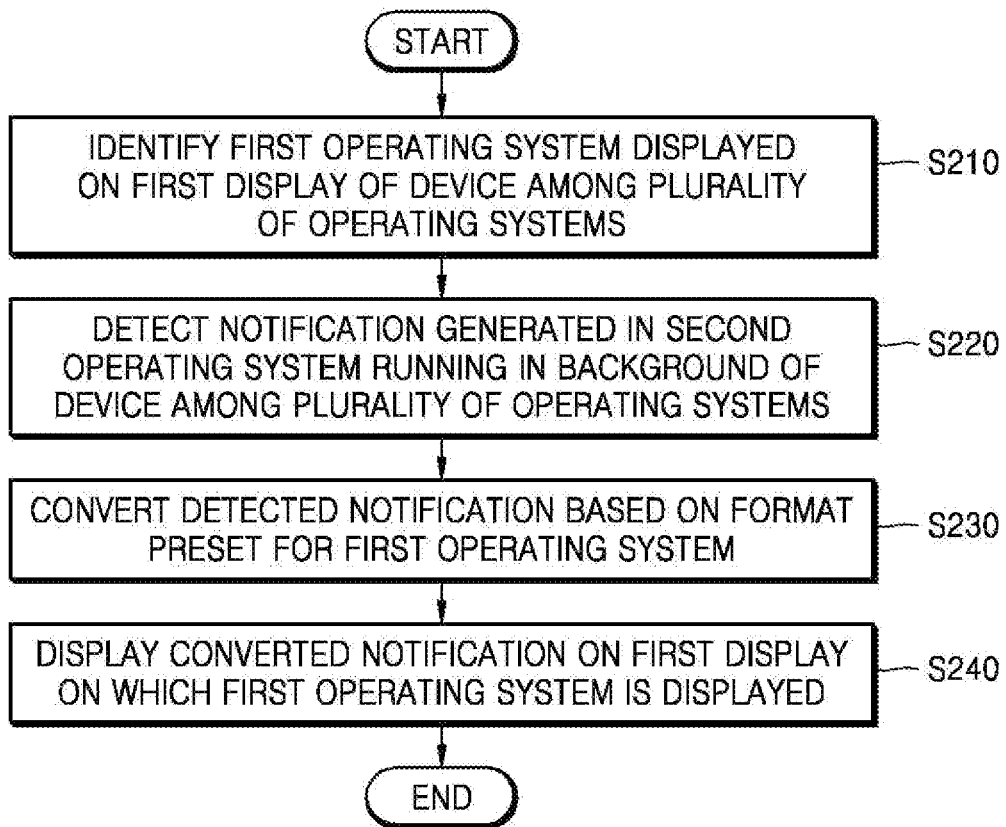 START
IDENTIFY FIRST OPERATING SYSTEM DISPLAYED
ON FIRST DISPLAY OF DEVICE AMONG PLURALITY
OF OPERATING SYSTEMS
S210
DETECT NOTIFICATION GENERATED IN SECOND
OPERATING SYSTEM RUNNING IN BACKGROUND OF
DEVICE AMONG PLURALITY OF OPERATING SYSTEMS
S220
CONVERT DETECTED NOTIFICATION BASED ON FORMAT
PRESET FOR FIRST OPERATING SYSTEM
S230
DISPLAY CONVERTED NOTIFICATION ON FIRST DISPLAY
ON WHICH FIRST OPERATING SYSTEM IS DISPLAYED
S240
END